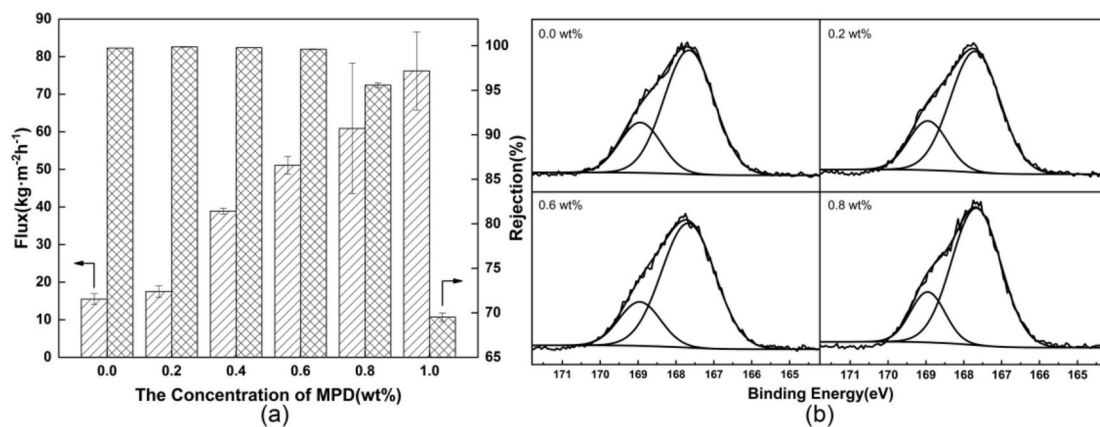 90
80
70
60
50
40
30
20
10
0
Flux(kg·m⁻²h⁻¹)
100
95
90
85
80
75
70
65
Rejection(%)
0.0 0.2 0.4 0.6 0.8 1.0
The Concentration of MPD(wt%)
(a)
0.0 wt%
0.2 wt%
0.6 wt%
0.8 wt%
171 170 169 168 167 166 165 171 170 169 168 167 166 165
Binding Energy(eV)
(b)